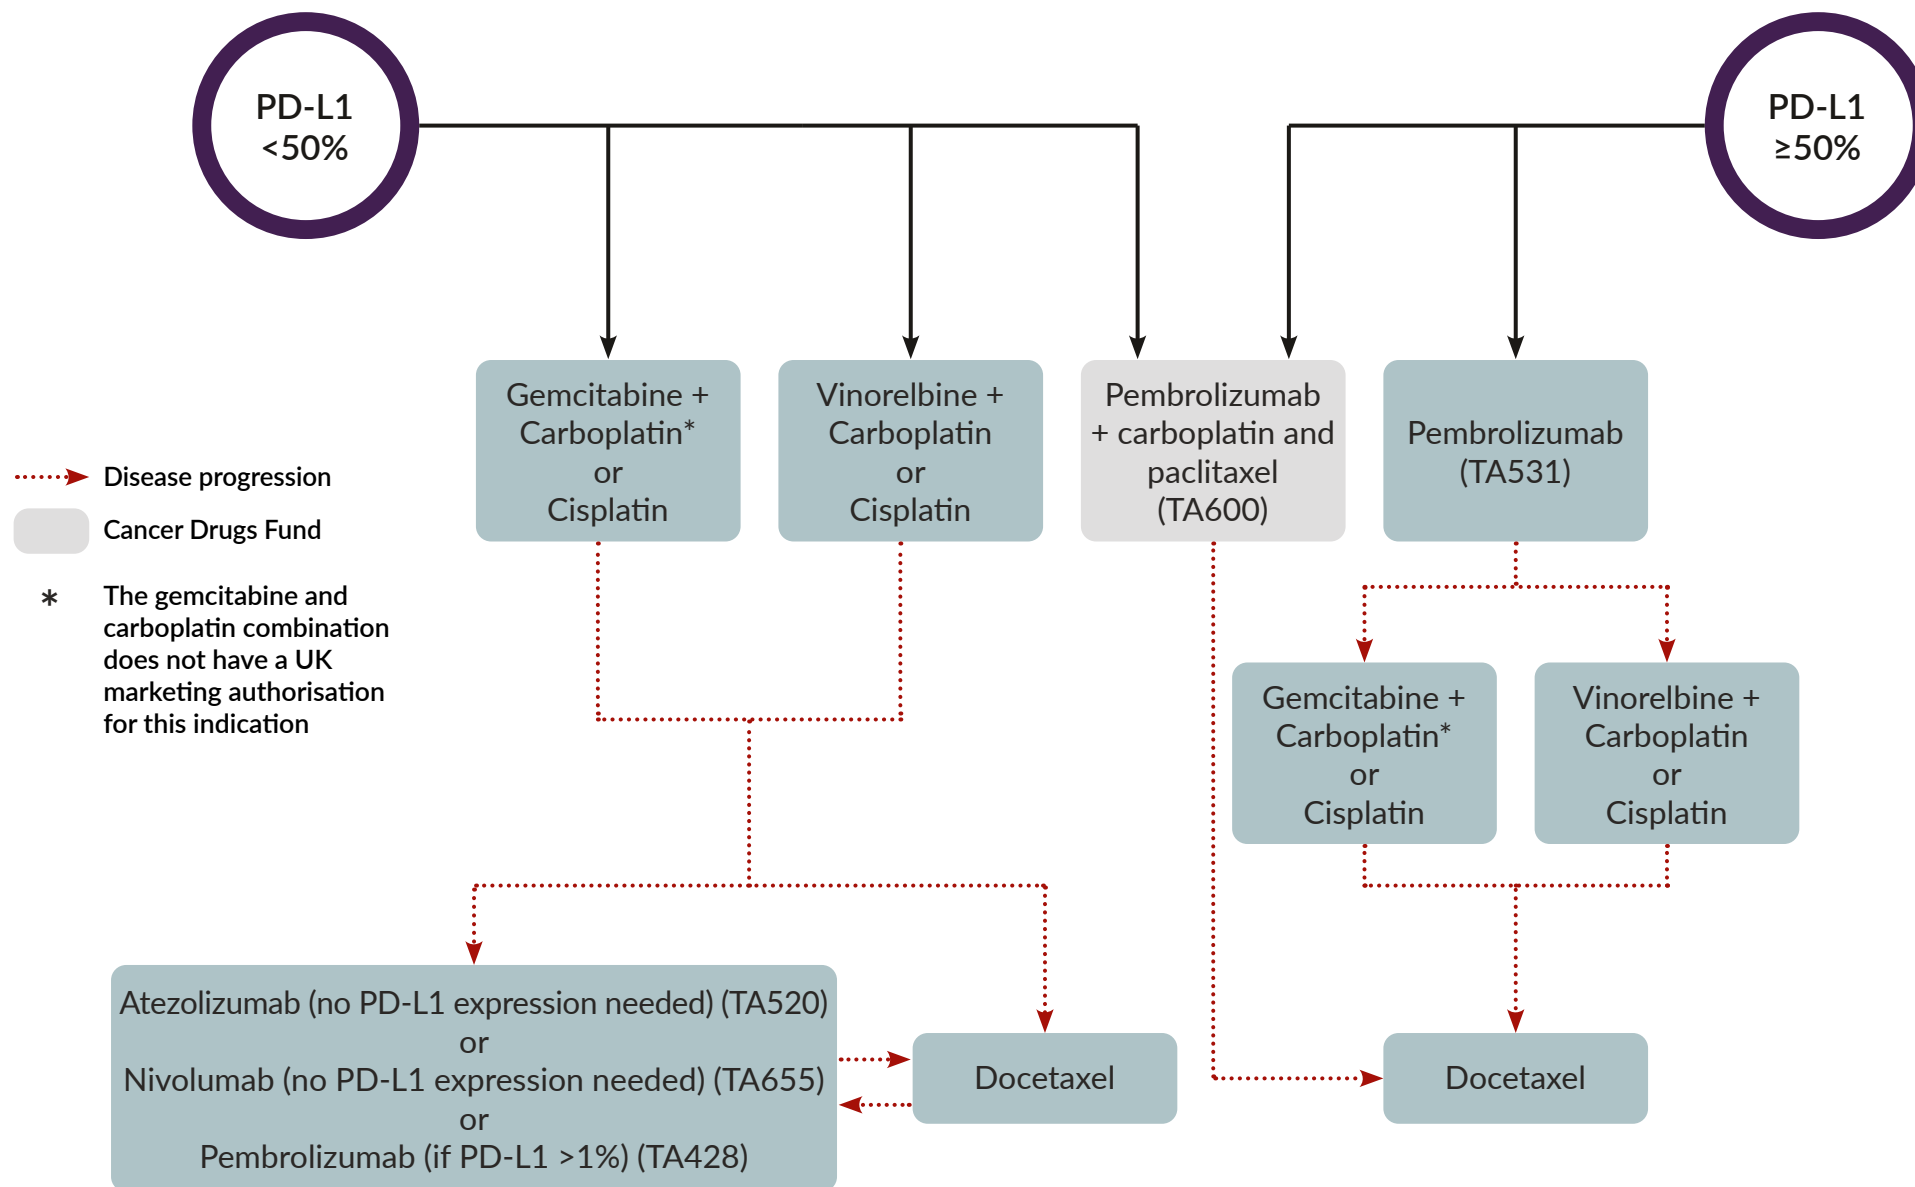 PD-L1
<50%
PD-L1
≥50%
Gemcitabine +
Carboplatin*
or
Cisplatin
Vinorelbine +
Carboplatin
or
Cisplatin
Pembrolizumab
+ carboplatin and
paclitaxel
(TA600)
Pembrolizumab
(TA531)
Disease progression
Cancer Drugs Fund
* The gemcitabine and
carboplatin combination
does not have a UK
marketing authorisation
for this indication
Gemcitabine +
Carboplatin*
or
Cisplatin
Vinorelbine +
Carboplatin
or
Cisplatin
Atezolizumab (no PD-L1 expression needed) (TA520)
or
Nivolumab (no PD-L1 expression needed) (TA655)
or
Pembrolizumab (if PD-L1 >1%) (TA428)
Docetaxel
Docetaxel